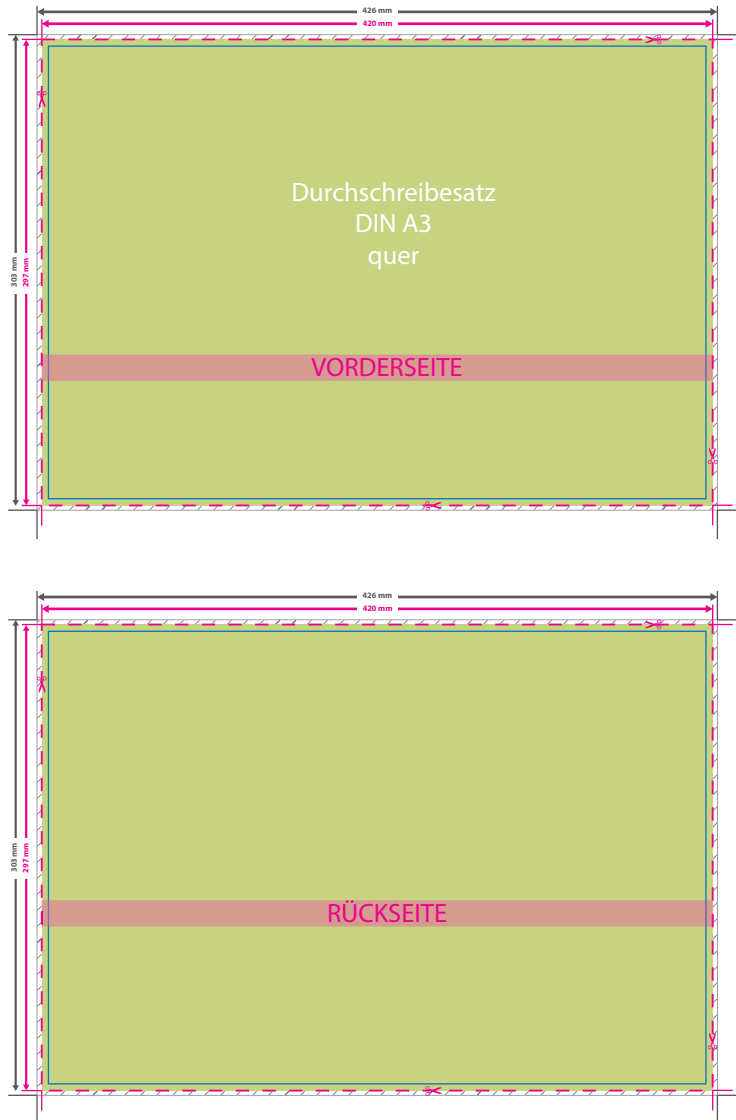 426 mm
420 mm
303 mm
297 mm
Durchschreibesatz
DIN A3
quer
VORDERSEITE
426 mm
420 mm
303 mm
297 mm
RÜCKSEITE